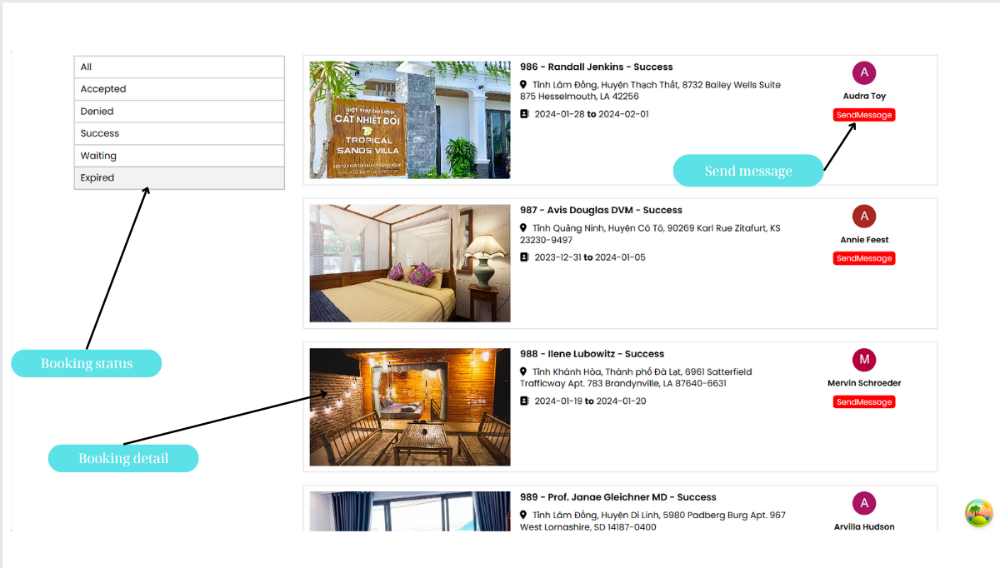 All
Accepted
Denied
Success
Waiting
Expired
Booking status
Booking detail
986 - Randall Jenkins - Success
Tỉnh Lâm Đồng, Huyện Thạch Thất, 8732 Bailey Wells Suite
875 Hesselmouth, LA 42256
2024-01-28 to 2024-02-01
BIỆT THỰ DU LỊCH
CÁT NHIỆT ĐỚI
TROPICAL
SANDS VILLA
Audra Toy
SendMessage
Send message
987 - Avis Douglas DVM - Success
Tỉnh Quảng Ninh, Huyện Cô Tô, 90269 Karl Rue Zitafurt, KS
23230-9497
2023-12-31 to 2024-01-05
A
Annie Feest
SendMessage
988 - Ilene Lubowitz - Success
Tỉnh Khánh Hòa, Thành phố Đà Lạt, 6961 Satterfield
Trafficway Apt. 783 Brandynville, LA 87640-6631
2024-01-19 to 2024-01-20
M
Mervin Schroeder
SendMessage
989 - Prof. Janae Gleichner MD - Success
Tỉnh Lâm Đồng, Huyện Di Linh, 5980 Padberg Burg Apt. 967
West Lornashire, SD 14187-0400
A
Arvilla Hudson